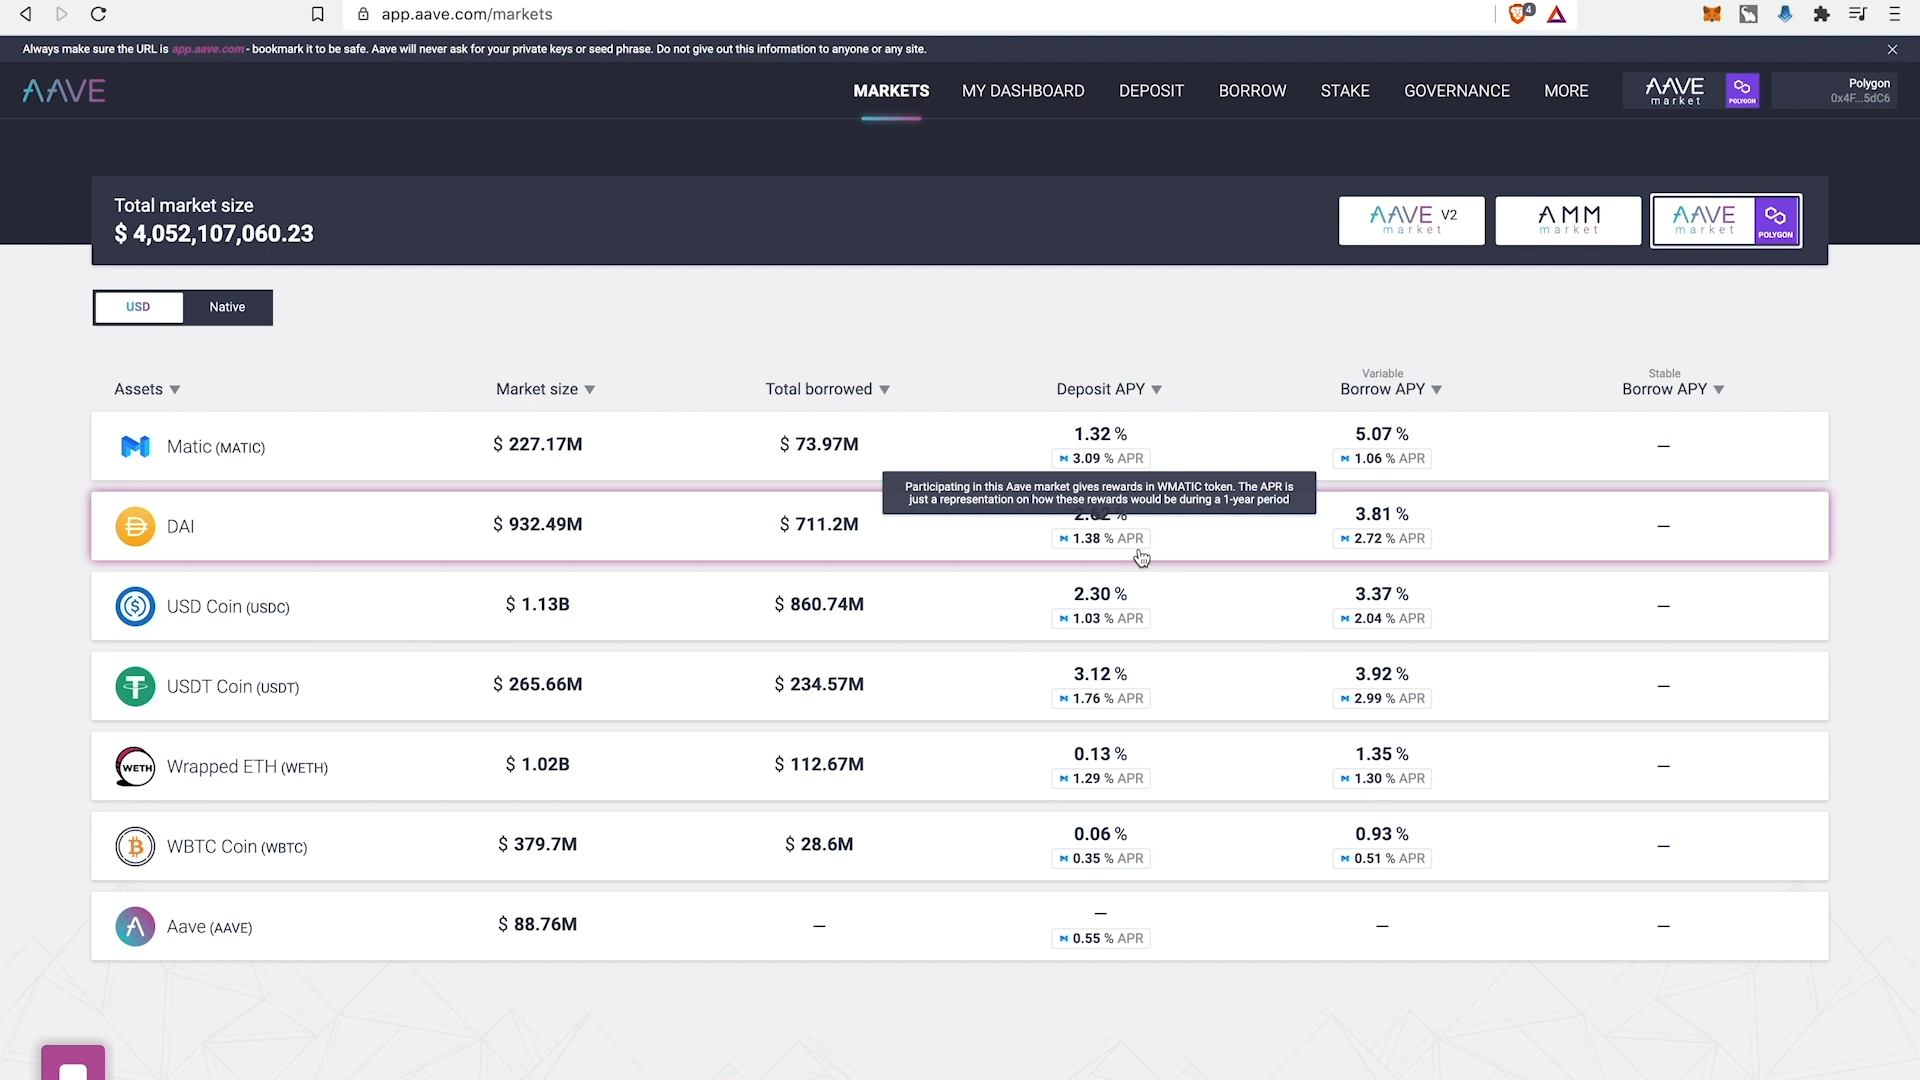 app.aave.com/markets
4
Always make sure the URL is app.aave.com - bookmark it to be safe. Aave will never ask for your private keys or seed phrase. Do not give out this information to anyone or any site.
AAVE
MARKETS
MY DASHBOARD
DEPOSIT
BORROW
STAKE
GOVERNANCE
MORE
AAVE
market
POLYGON
Polygon
0x4F...5dC6
Total market size
$ 4,052,107,060.23
AAVE V2
market
AMM
market
AAVE
market
POLYGON
USD
Native
Assets
Market size
Total borrowed
Deposit APY
Variable
Borrow APY
Stable
Borrow APY
Matic (MATIC)
$ 227.17M
$ 73.97M
1.32 %
3.09 % APR
5.07 %
1.06 % APR
—
Participating in this Aave market gives rewards in WMATIC token. The APR is
just a representation on how these rewards would be during a 1-year period
DAI
$ 932.49M
$ 711.2M
2.62 %
1.38 % APR
3.81 %
2.72 % APR
—
USD Coin (USDC)
$ 1.13B
$ 860.74M
2.30 %
1.03 % APR
3.37 %
2.04 % APR
—
USDT Coin (USDT)
$ 265.66M
$ 234.57M
3.12 %
1.76 % APR
3.92 %
2.99 % APR
—
WETH
Wrapped ETH (WETH)
$ 1.02B
$ 112.67M
0.13 %
1.29 % APR
1.35 %
1.30 % APR
—
WBTC Coin (WBTC)
$ 379.7M
$ 28.6M
0.06 %
0.35 % APR
0.93 %
0.51 % APR
—
Aave (AAVE)
$ 88.76M
—
—
0.55 % APR
—
—